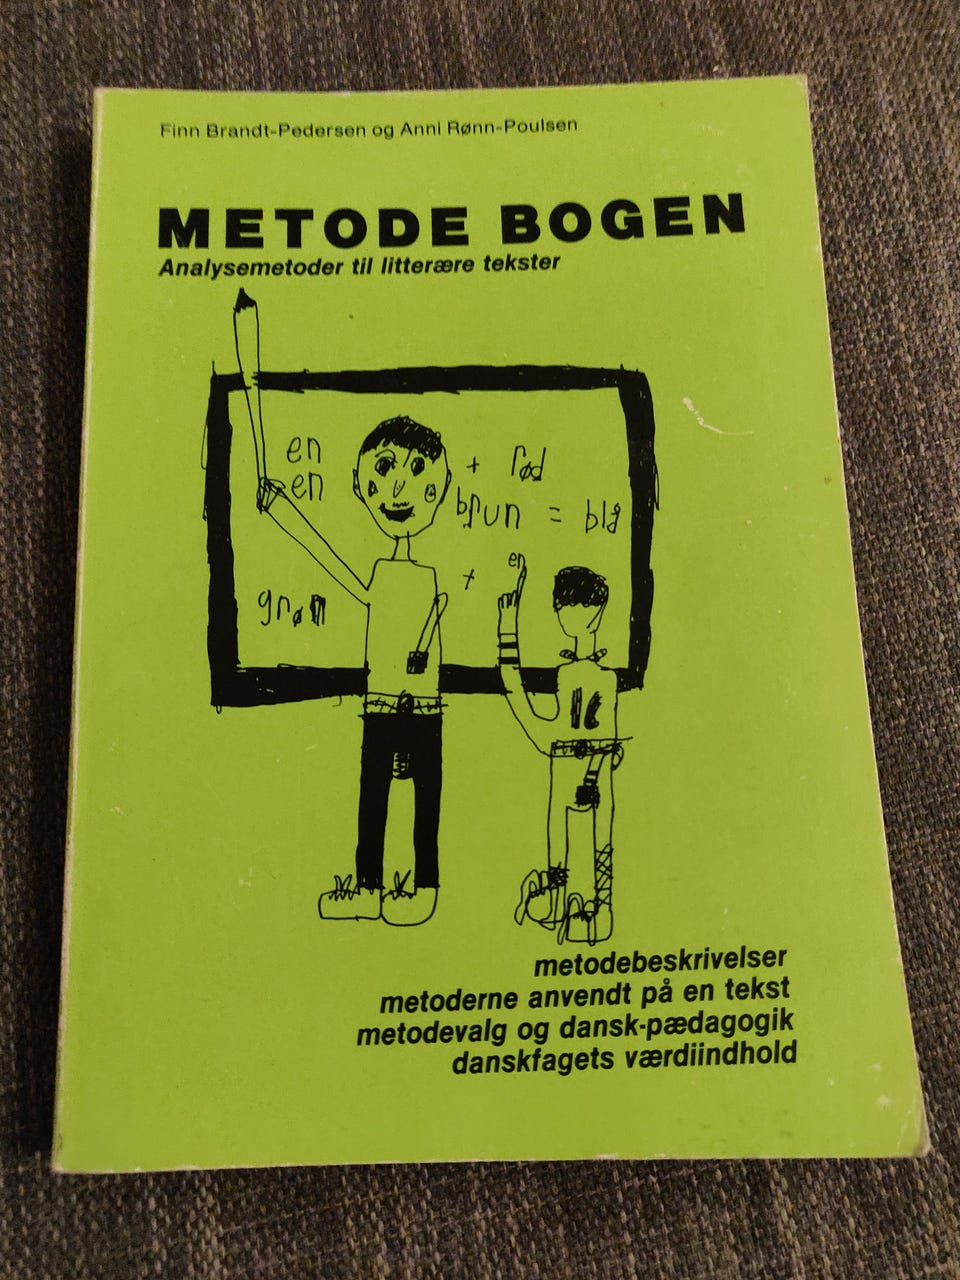 Finn Brandt-Pedersen og Anni Rønn-Poulsen
METODE BOGEN
Analysemetoder til litterære tekster
en
en
+ rød
brun = blå
+
en
grøn
metodebeskrivelser
metoderne anvendt på en tekst
metodevalg og dansk-pædagogik
danskfagets værdiindhold